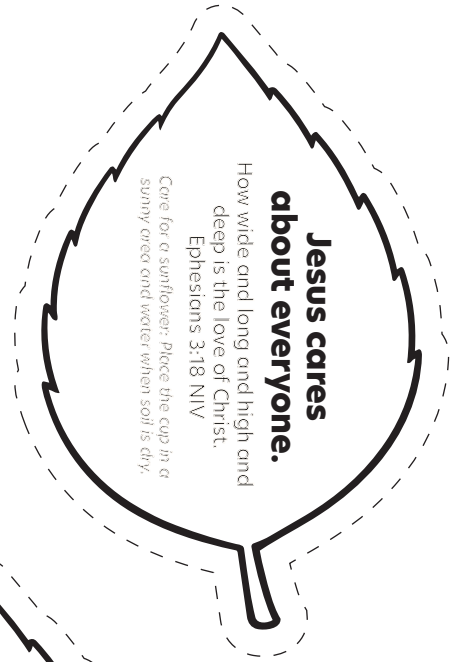 Jesus cares
about everyone.
How wide and long and high and
deep is the love of Christ.
Ephesians 3:18 NIV
Care for a sunflower: Place the cup in a
sunny area and water when soil is dry.